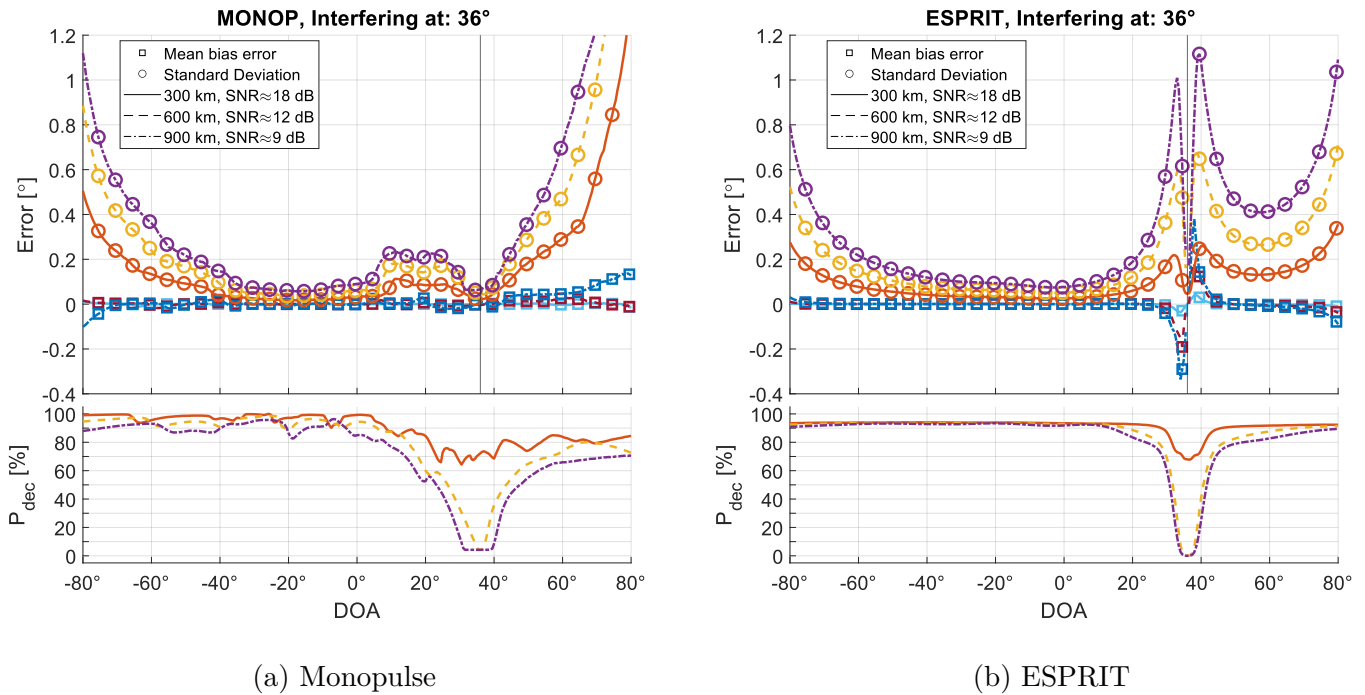 MONOP, Interfering at: 36°
1.2
1
0.8
0.6
0.4
0.2
0
-0.2
-0.4
Error [°]
Mean bias error
Standard Deviation
300 km, SNR≈18 dB
600 km, SNR≈12 dB
900 km, SNR≈9 dB
100
80
60
40
20
0
P_dec [%]
-80° -60° -40° -20° 0° 20° 40° 60° 80°
DOA
(a) Monopulse
ESPRIT, Interfering at: 36°
1.2
1
0.8
0.6
0.4
0.2
0
-0.2
-0.4
Error [°]
Mean bias error
Standard Deviation
300 km, SNR≈18 dB
600 km, SNR≈12 dB
900 km, SNR≈9 dB
100
80
60
40
20
0
P_dec [%]
-80° -60° -40° -20° 0° 20° 40° 60° 80°
DOA
(b) ESPRIT